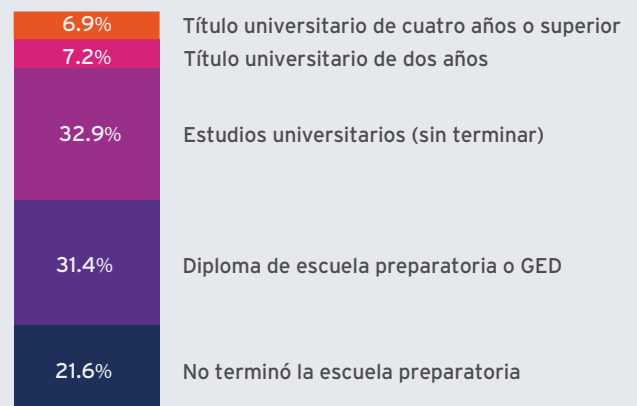 6.9% Título universitario de cuatro años o superior
7.2% Título universitario de dos años
32.9% Estudios universitarios (sin terminar)
31.4% Diploma de escuela preparatoria o GED
21.6% No terminó la escuela preparatoria